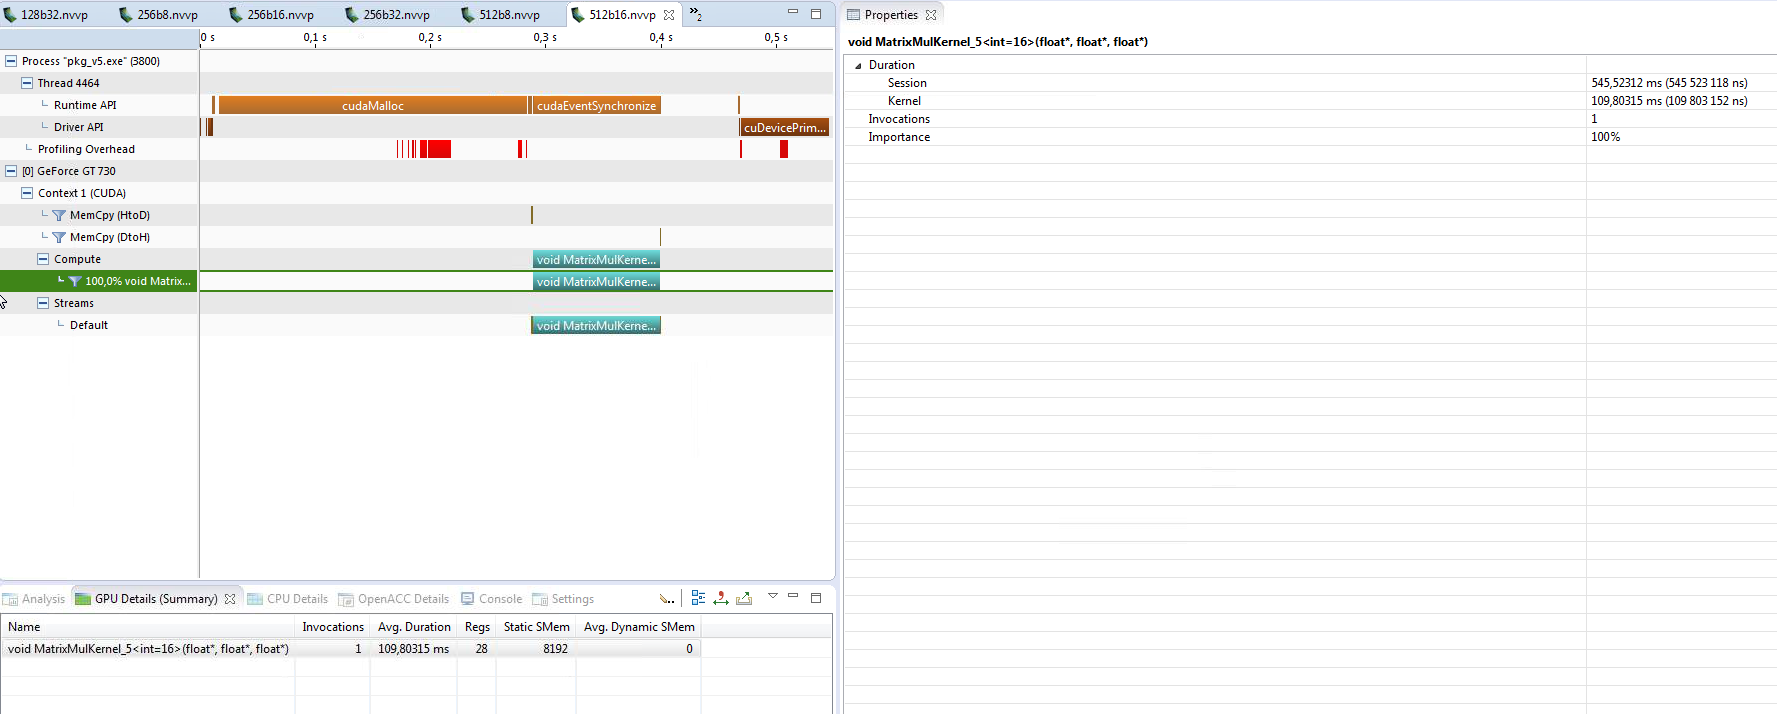 128b32.nvvp 256b8.nvvp 256b16.nvvp 256b32.nvvp 512b8.nvvp 512b16.nvvp »2
0 s 0,1 s 0,2 s 0,3 s 0,4 s 0,5 s
Process "pkg_v5.exe" (3800)
Thread 4464
Runtime API cudaMalloc cudaEventSynchronize
Driver API cuDevicePrim...
Profiling Overhead
[0] GeForce GT 730
Context 1 (CUDA)
MemCpy (HtoD)
MemCpy (DtoH)
Compute void MatrixMulKerne...
100,0% void Matrix... void MatrixMulKerne...
Streams
Default void MatrixMulKerne...
Analysis GPU Details (Summary) CPU Details OpenACC Details Console Settings
Name Invocations Avg. Duration Regs Static SMem Avg. Dynamic SMem
void MatrixMulKernel_5<int=16>(float*, float*, float*) 1 109,80315 ms 28 8192 0
Properties
void MatrixMulKernel_5<int=16>(float*, float*, float*)
Duration
Session 545,52312 ms (545 523 118 ns)
Kernel 109,80315 ms (109 803 152 ns)
Invocations 1
Importance 100%